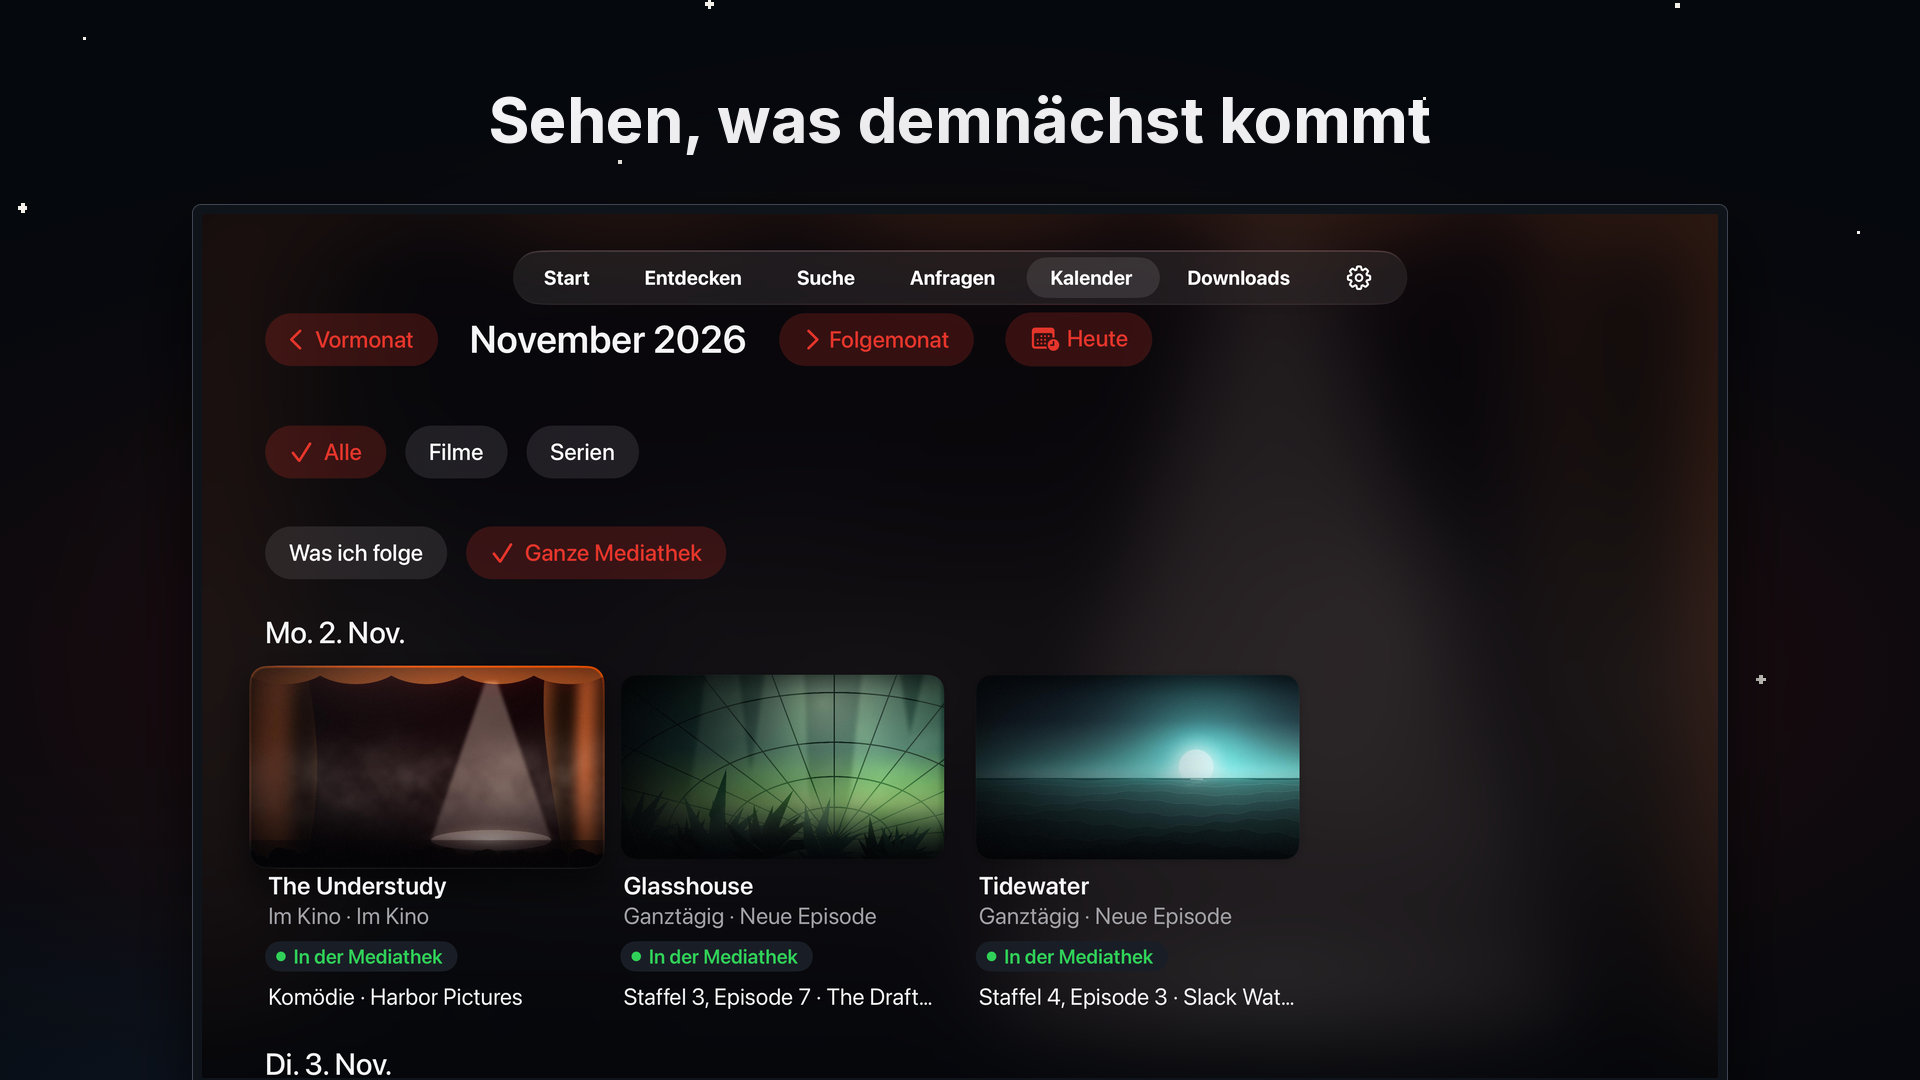 Sehen, was demnächst kommt
Start Entdecken Suche Anfragen Kalender Downloads
Vormonat November 2026 Folgemonat Heute
Alle Filme Serien
Was ich folge Ganze Mediathek
Mo. 2. Nov.
The Understudy
Im Kino · Im Kino
In der Mediathek
Komödie · Harbor Pictures
Glasshouse
Ganztägig · Neue Episode
In der Mediathek
Staffel 3, Episode 7 · The Draft...
Tidewater
Ganztägig · Neue Episode
In der Mediathek
Staffel 4, Episode 3 · Slack Wat...
Di. 3. Nov.